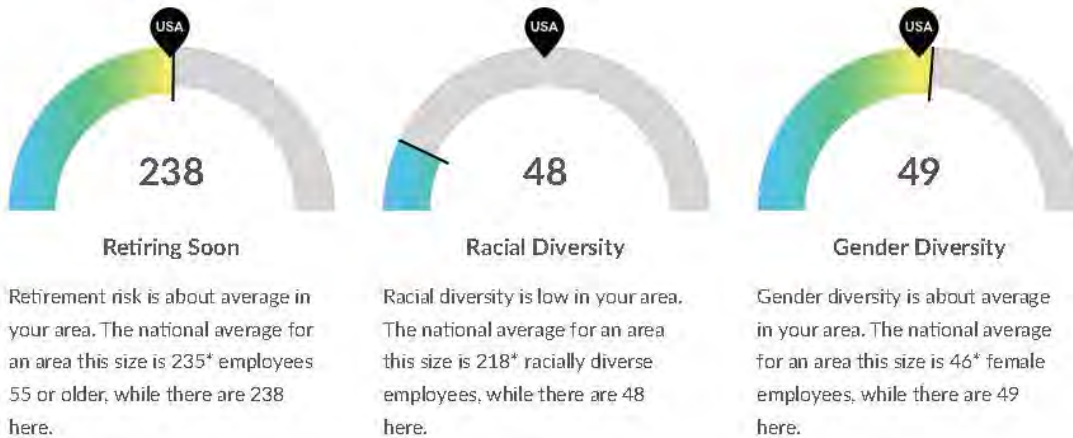 USA
238
Retiring Soon
Retirement risk is about average in
your area. The national average for
an area this size is 235* employees
55 or older, while there are 238
here.
USA
48
Racial Diversity
Racial diversity is low in your area.
The national average for an area
this size is 218* racially diverse
employees, while there are 48
here.
USA
49
Gender Diversity
Gender diversity is about average
in your area. The national average
for an area this size is 46* female
employees, while there are 49
here.